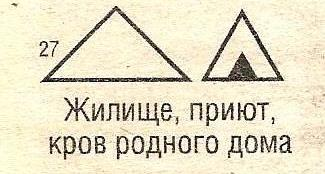 27
Жилище, приют,
кров родного дома